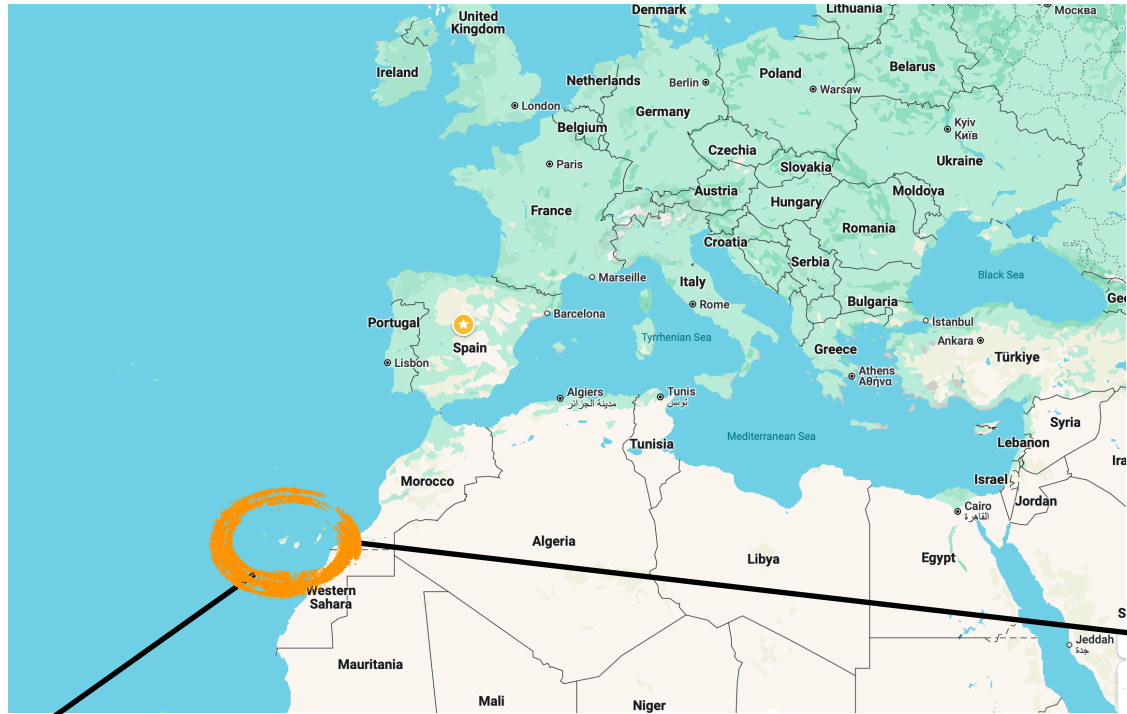 Denmark
Lithuania
Москва
United
Kingdom
Ireland
Belarus
Netherlands
Berlin
Poland
Warsaw
London
Germany
Belgium
Kyiv
Київ
Czechia
Ukraine
Paris
Slovakia
Austria
Moldova
France
Hungary
Romania
Croatia
Serbia
Black Sea
Marseille
Italy
Bulgaria
Rome
Portugal
Barcelona
İstanbul
Tyrrhenian Sea
Ankara
Spain
Greece
Türkiye
Lisbon
Athens
Αθήνα
Algiers
مدينة الجزائر
Tunis
تونس
Syria
Mediterranean Sea
Tunisia
Lebanon
Morocco
Israel
Jordan
Cairo
القاهرة
Algeria
Libya
Egypt
Western
Sahara
Jeddah
جدة
Mauritania
Mali
Niger